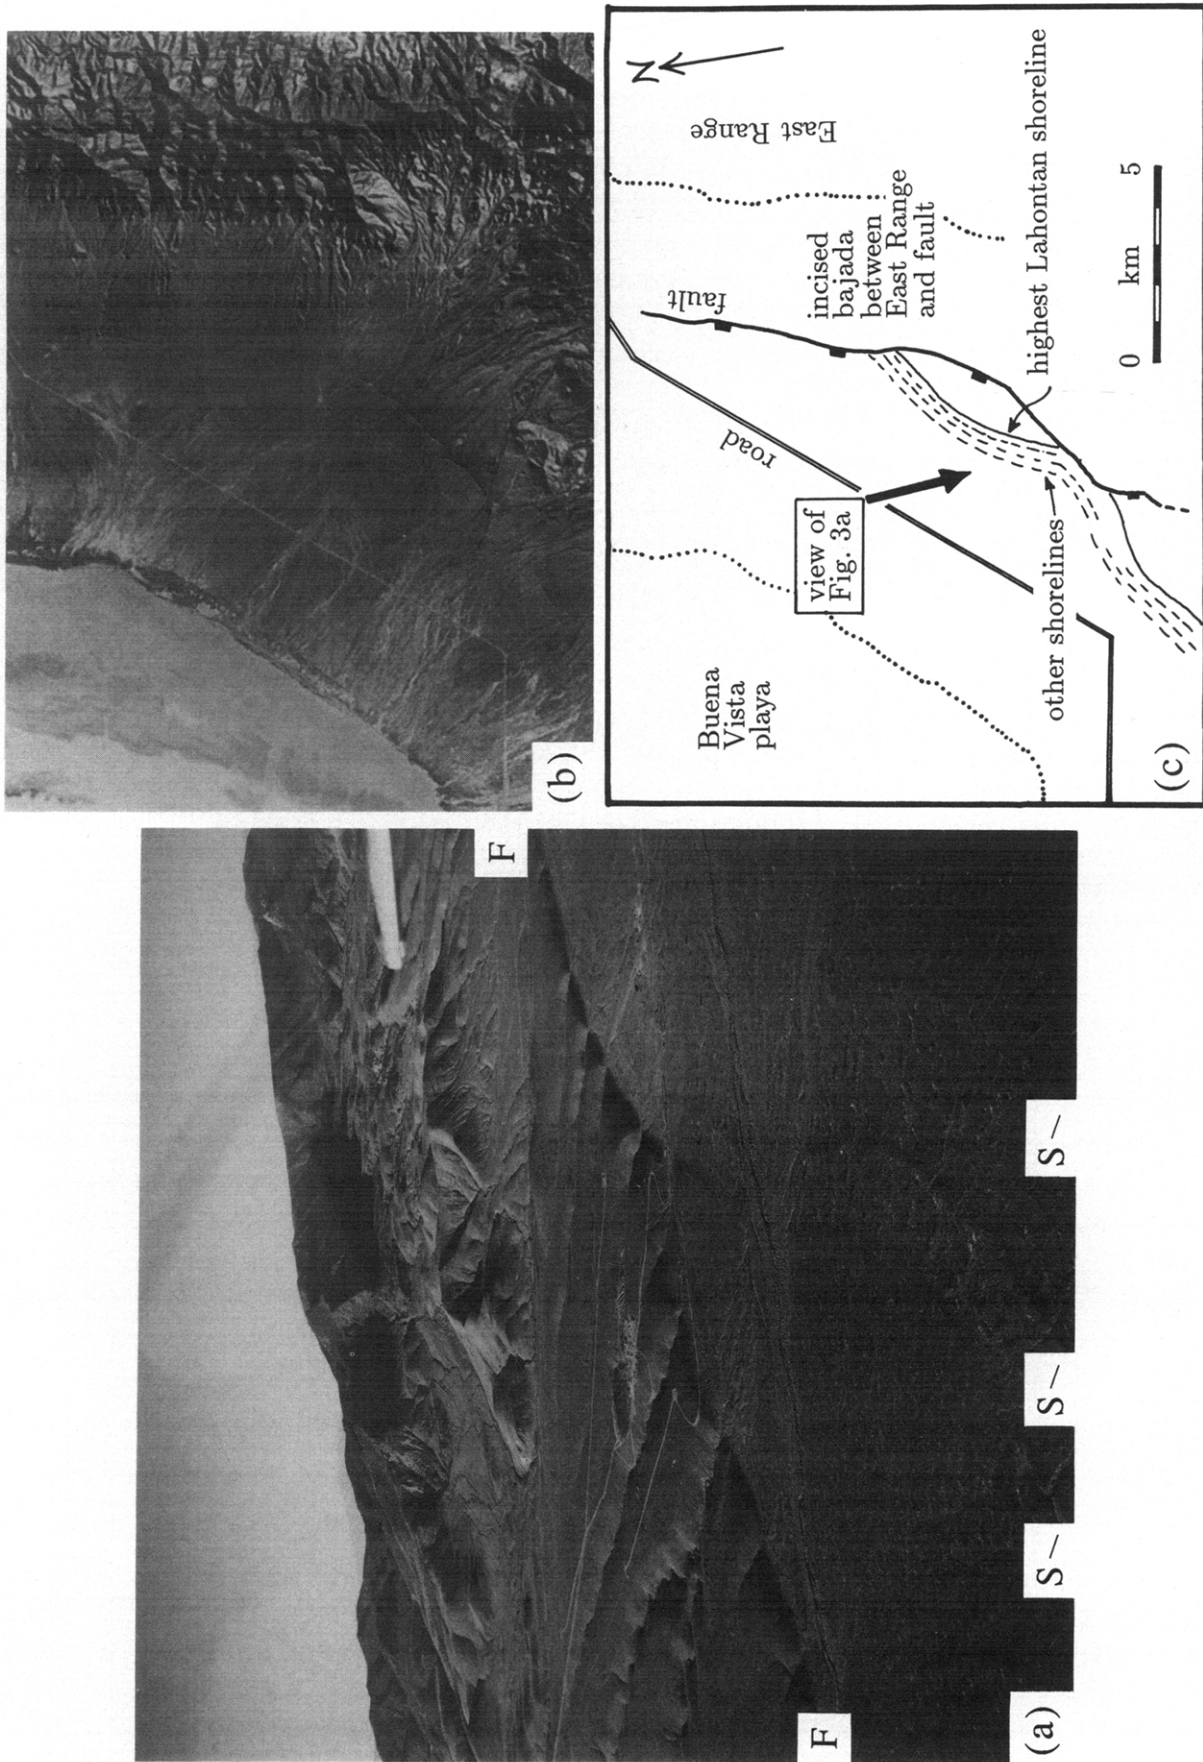 F
F
S –
S –
S –
(a)
(b)
N
East Range
incised
bajada
between
East Range
and fault
fault
road
view of
Fig. 3a
Buena
Vista
playa
highest Lahontan shoreline
other shorelines
0 km 5
(c)